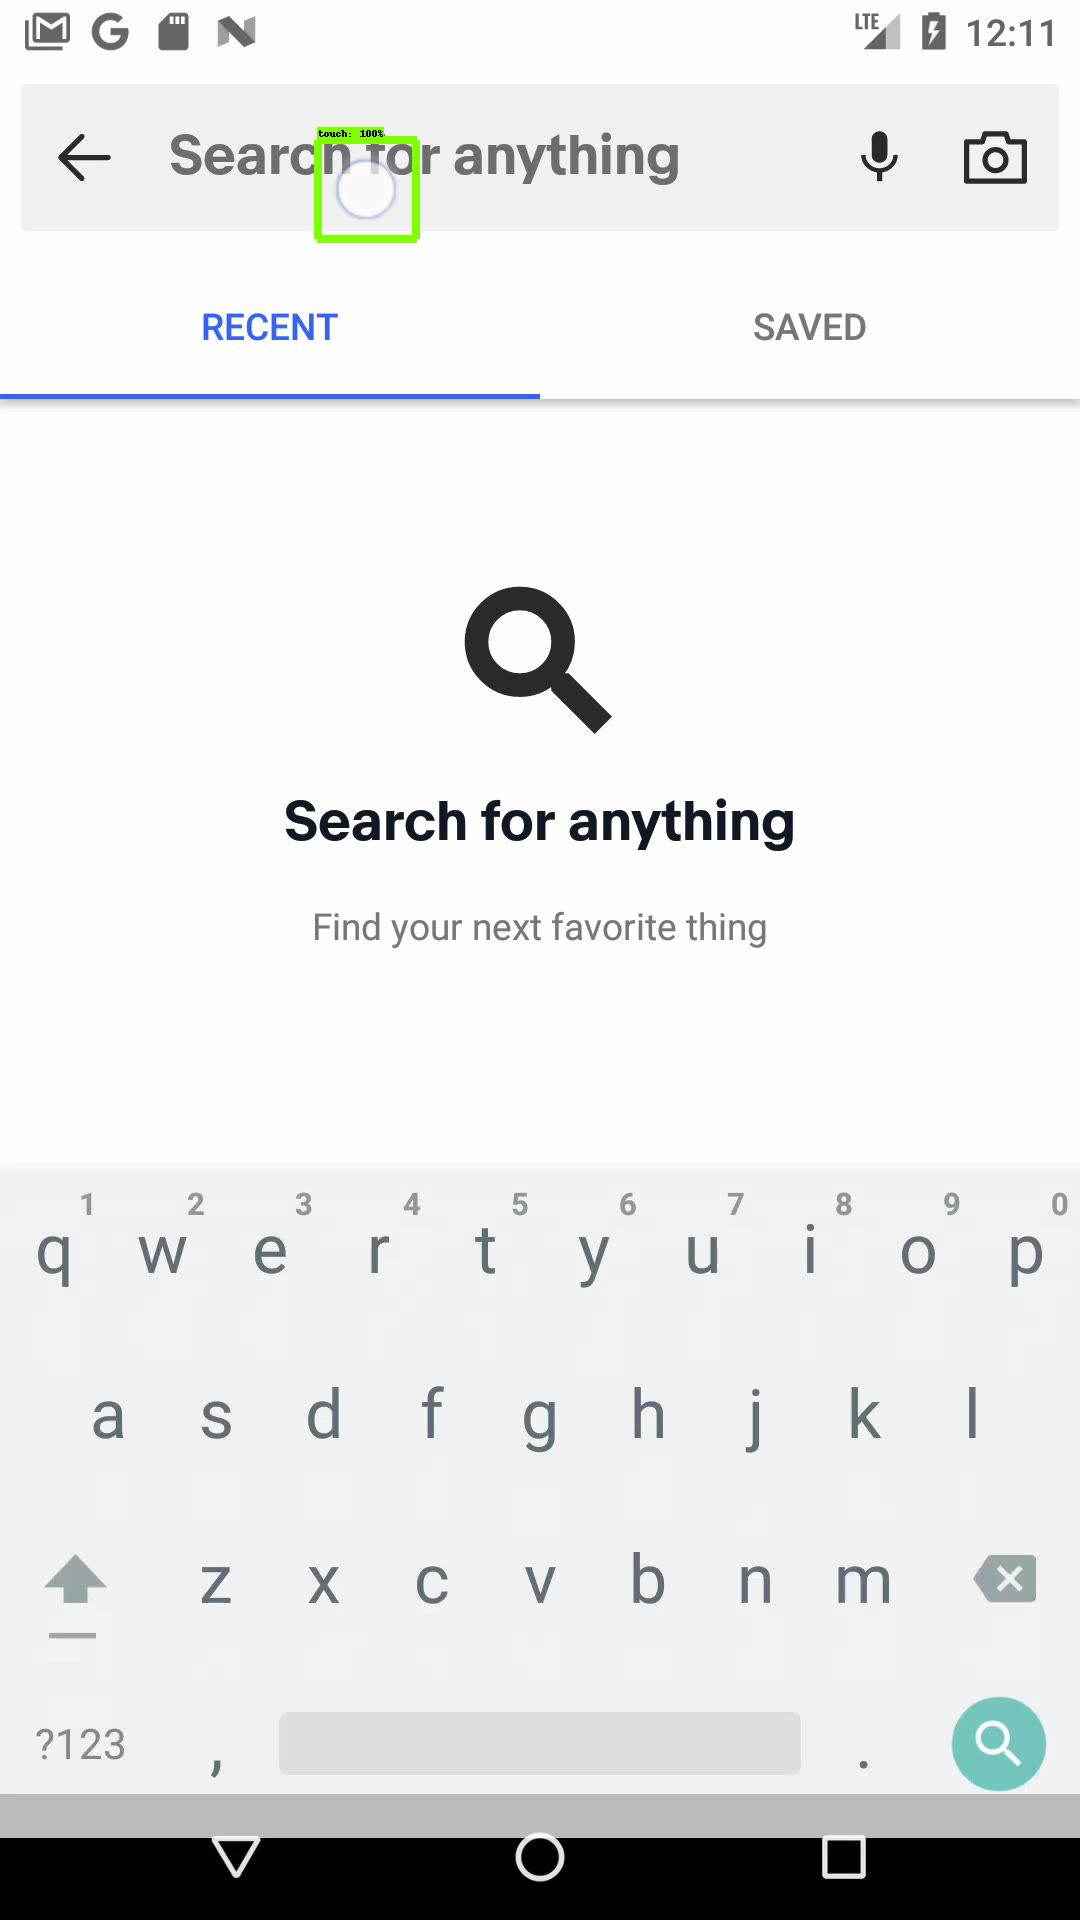 LTE 12:11
touch: 100%
Search for anything
RECENT SAVED
Search for anything
Find your next favorite thing
1 2 3 4 5 6 7 8 9 0
q w e r t y u i o p
a s d f g h j k l
z x c v b n m
?123 , .